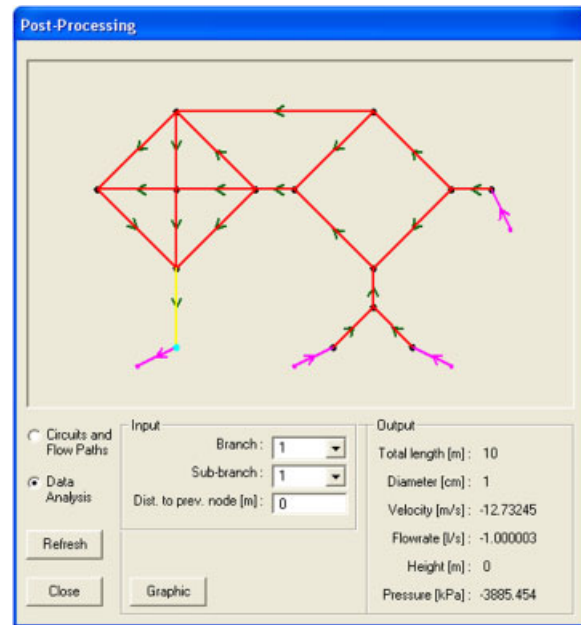 Post-Processing
Circuits and
Flow Paths
Data
Analysis
Refresh
Close
Input
Branch : 1
Sub-branch : 1
Dist. to prev. node [m] : 0
Graphic
Output
Total length [m] : 10
Diameter [cm] : 1
Velocity [m/s] : -12.73245
Flowrate [l/s] : -1.000003
Height [m] : 0
Pressure [kPa] : -3885.454